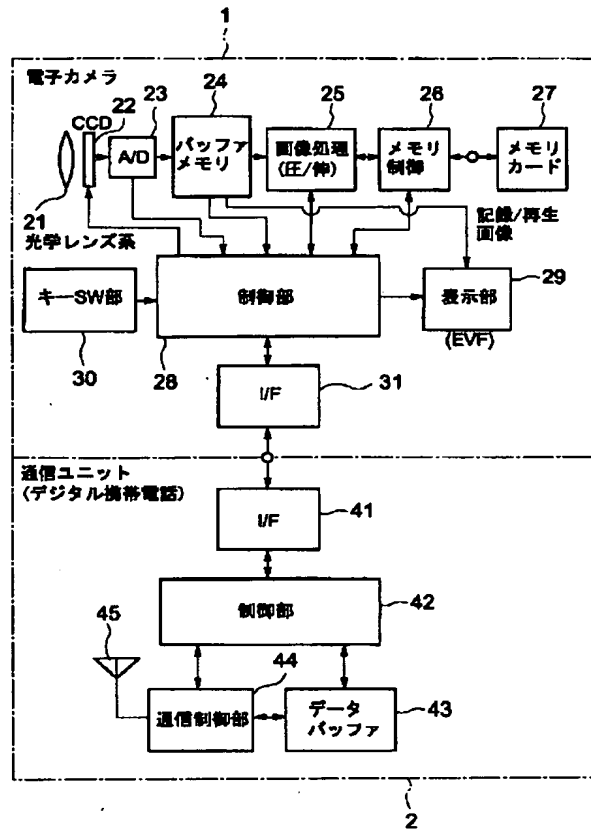 1
電子カメラ
22
23
24
25
26
27
CCD
A/D
バッファ
メモリ
画像処理
(圧/伸)
メモリ
制御
メモリ
カード
21
光学レンズ系
記録/再生
画像
キーSW部
制御部
表示部
29
(EVF)
30
28
I/F
31
通信ユニット
(デジタル携帯電話)
I/F
41
制御部
42
45
44
通信制御部
データ
バッファ
43
2